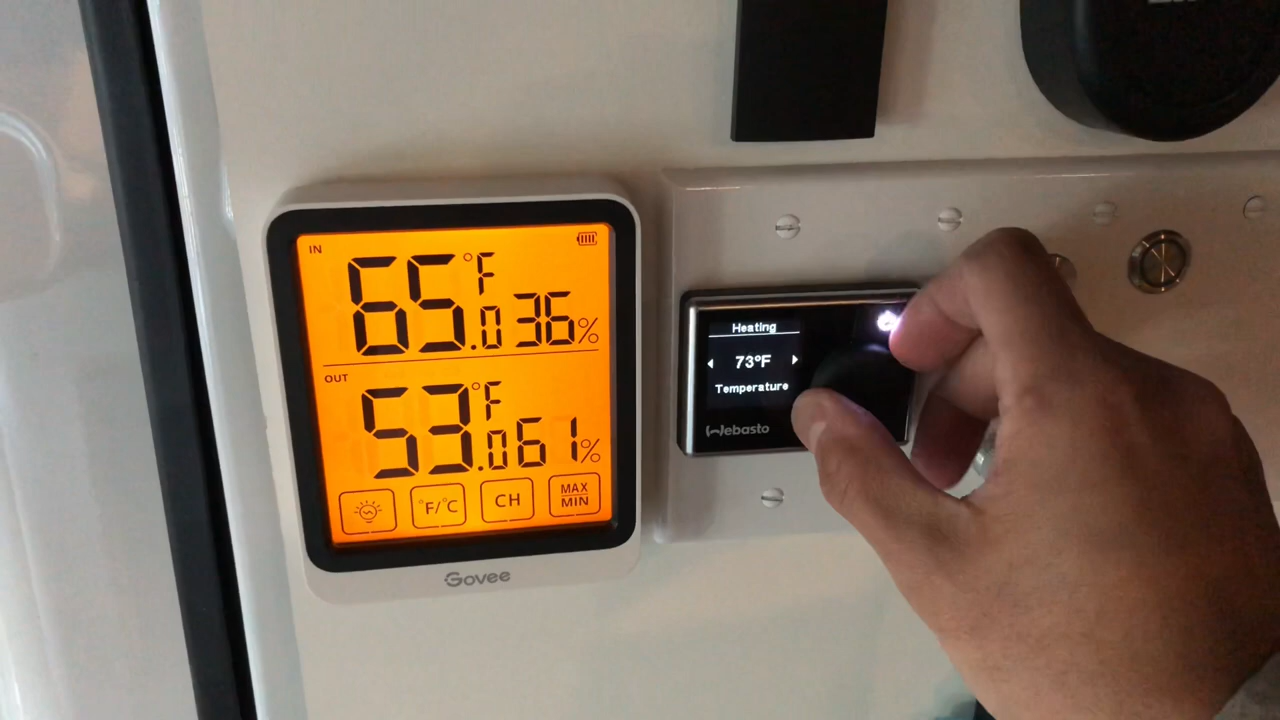 IN
65.0°F 36%
OUT
53.0°F 61%
°F/°C CH MAX
MIN
Govee
Heating
73°F
Temperature
Webasto